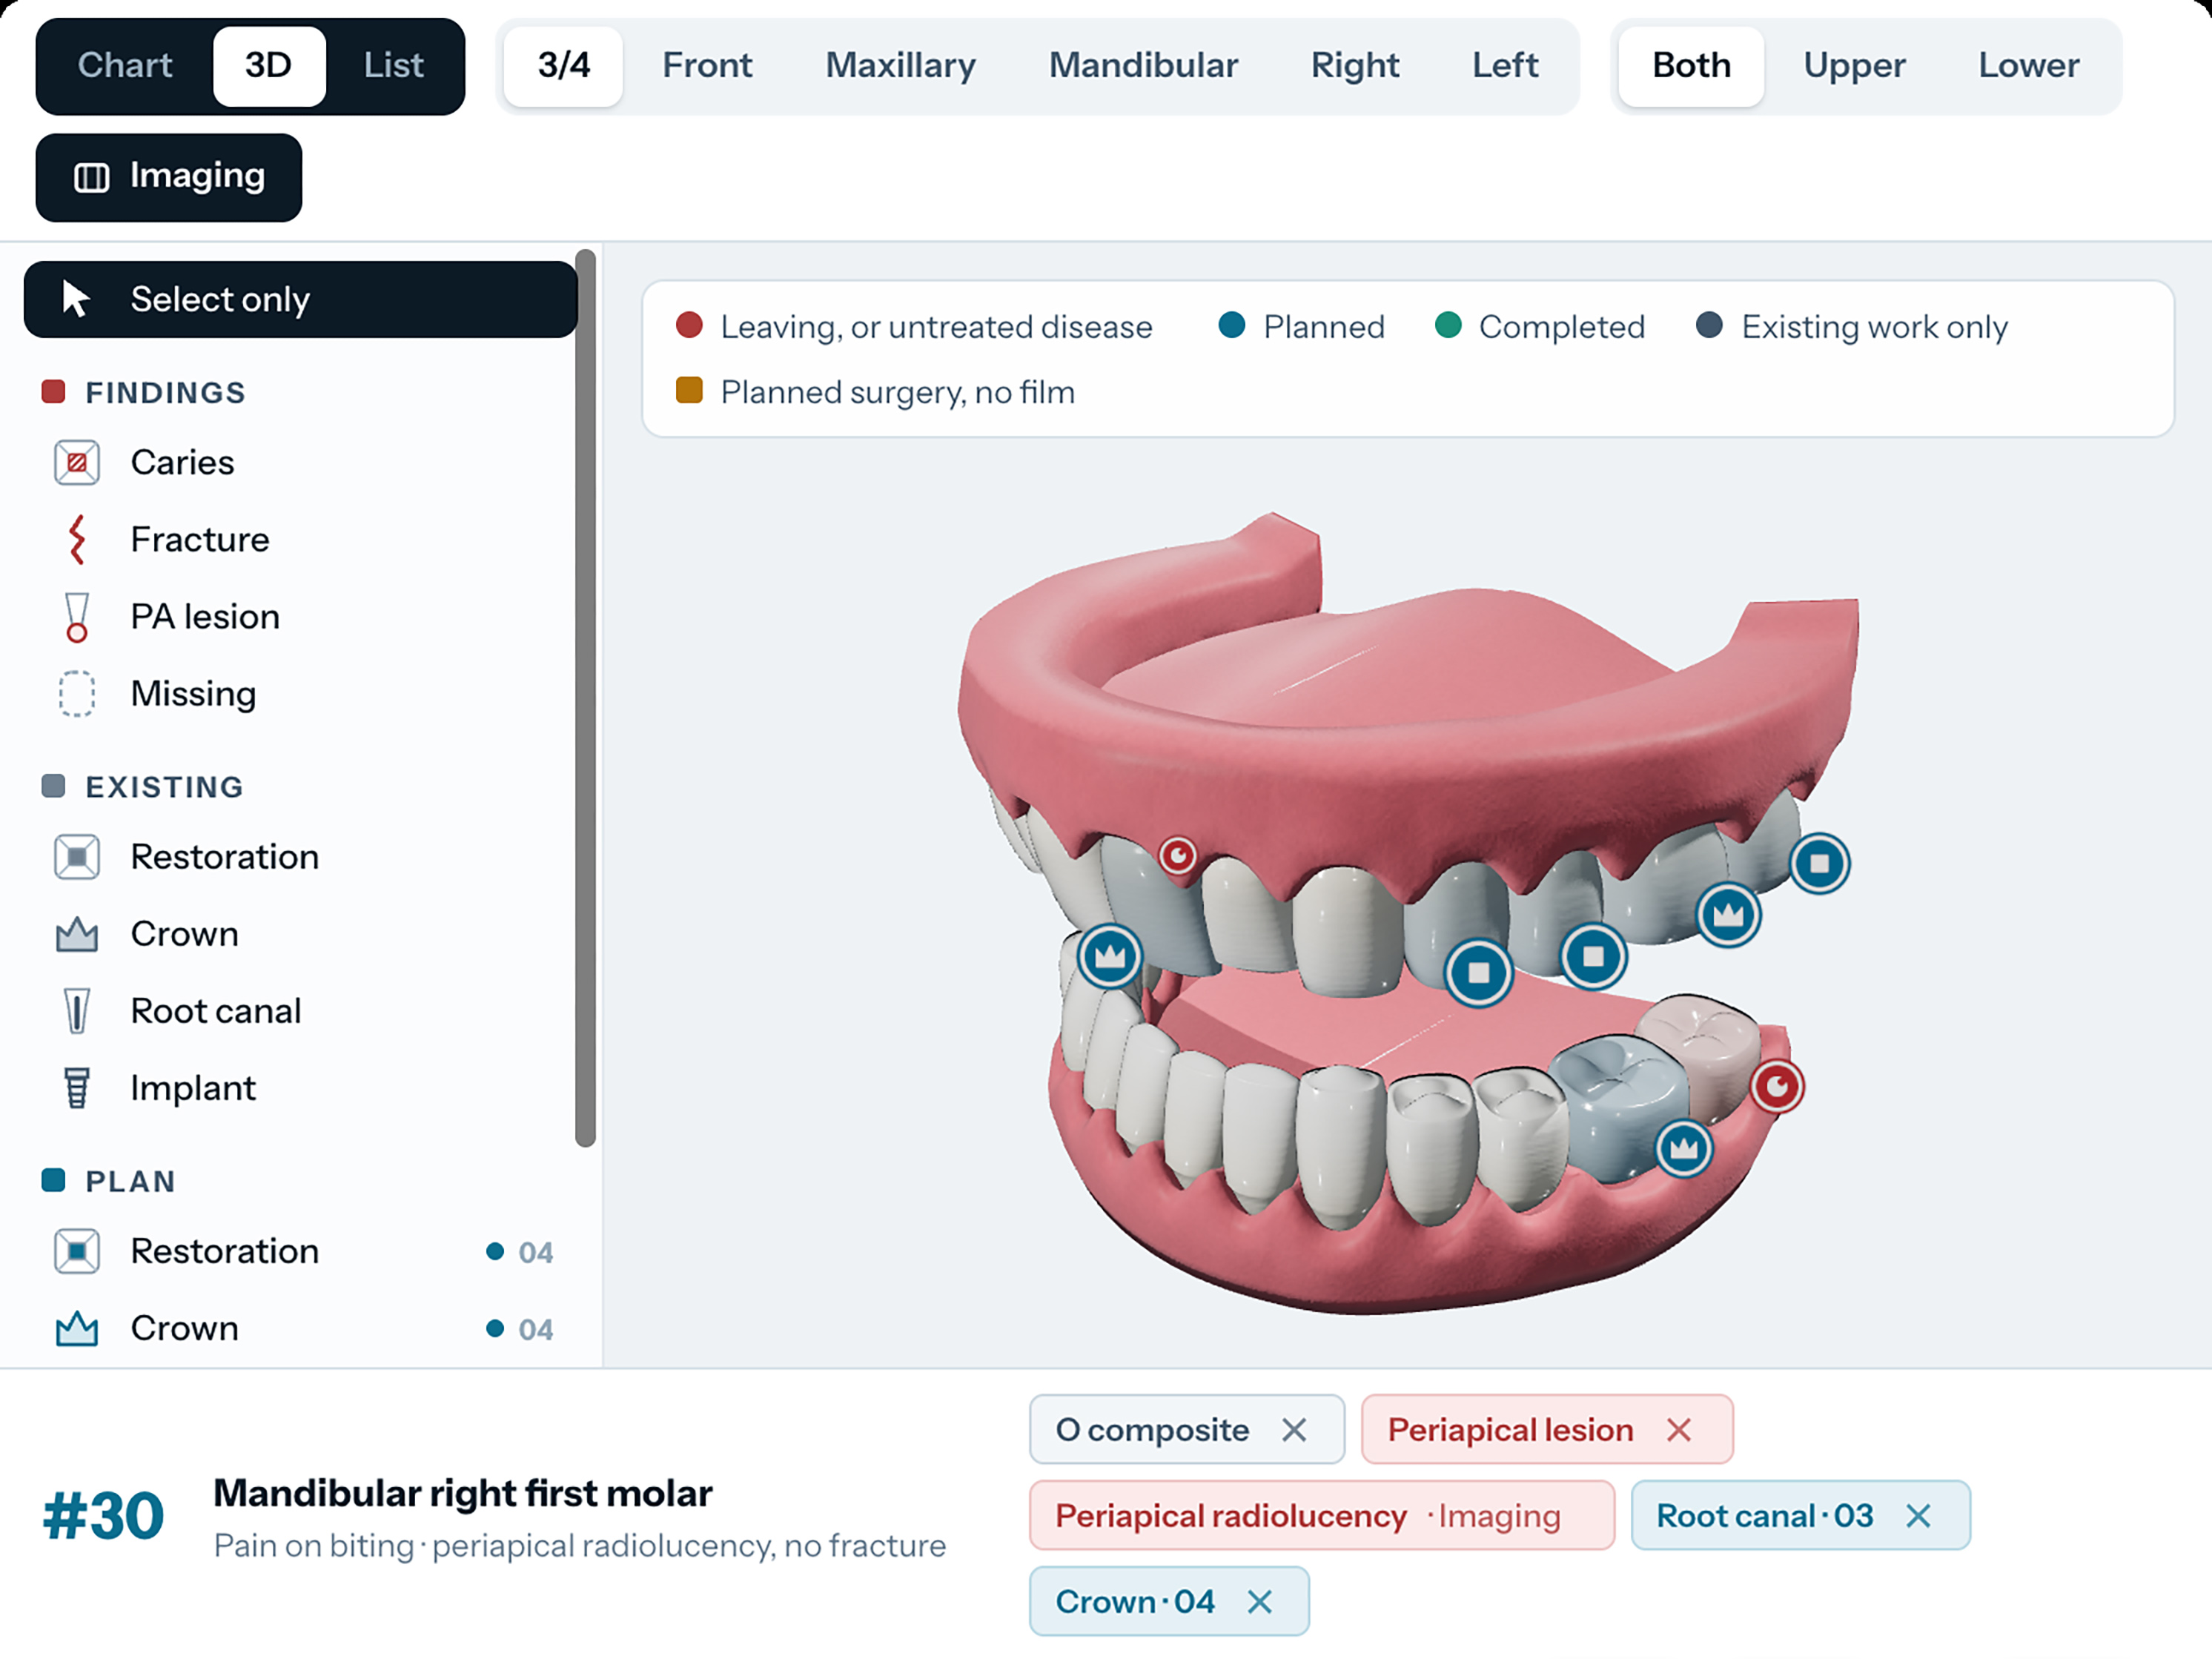 Chart 3D List 3/4 Front Maxillary Mandibular Right Left Both Upper Lower
Imaging
Select only
FINDINGS
Caries
Fracture
PA lesion
Missing
EXISTING
Restoration
Crown
Root canal
Implant
PLAN
Restoration 04
Crown 04
Leaving, or untreated disease Planned Completed Existing work only
Planned surgery, no film
#30
Mandibular right first molar
Pain on biting · periapical radiolucency, no fracture
O composite × Periapical lesion ×
Periapical radiolucency · Imaging Root canal · 03 ×
Crown · 04 ×